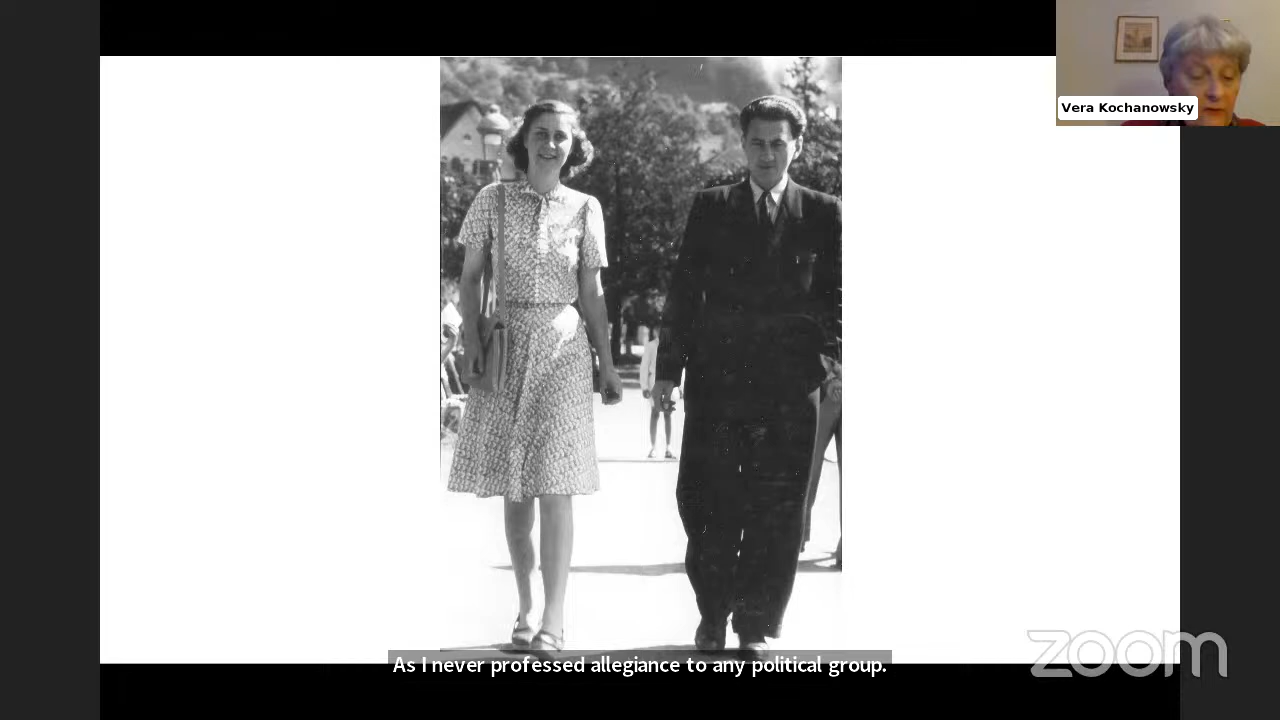 Vera Kochanowsky
As I never professed allegiance to any political group.
zoom